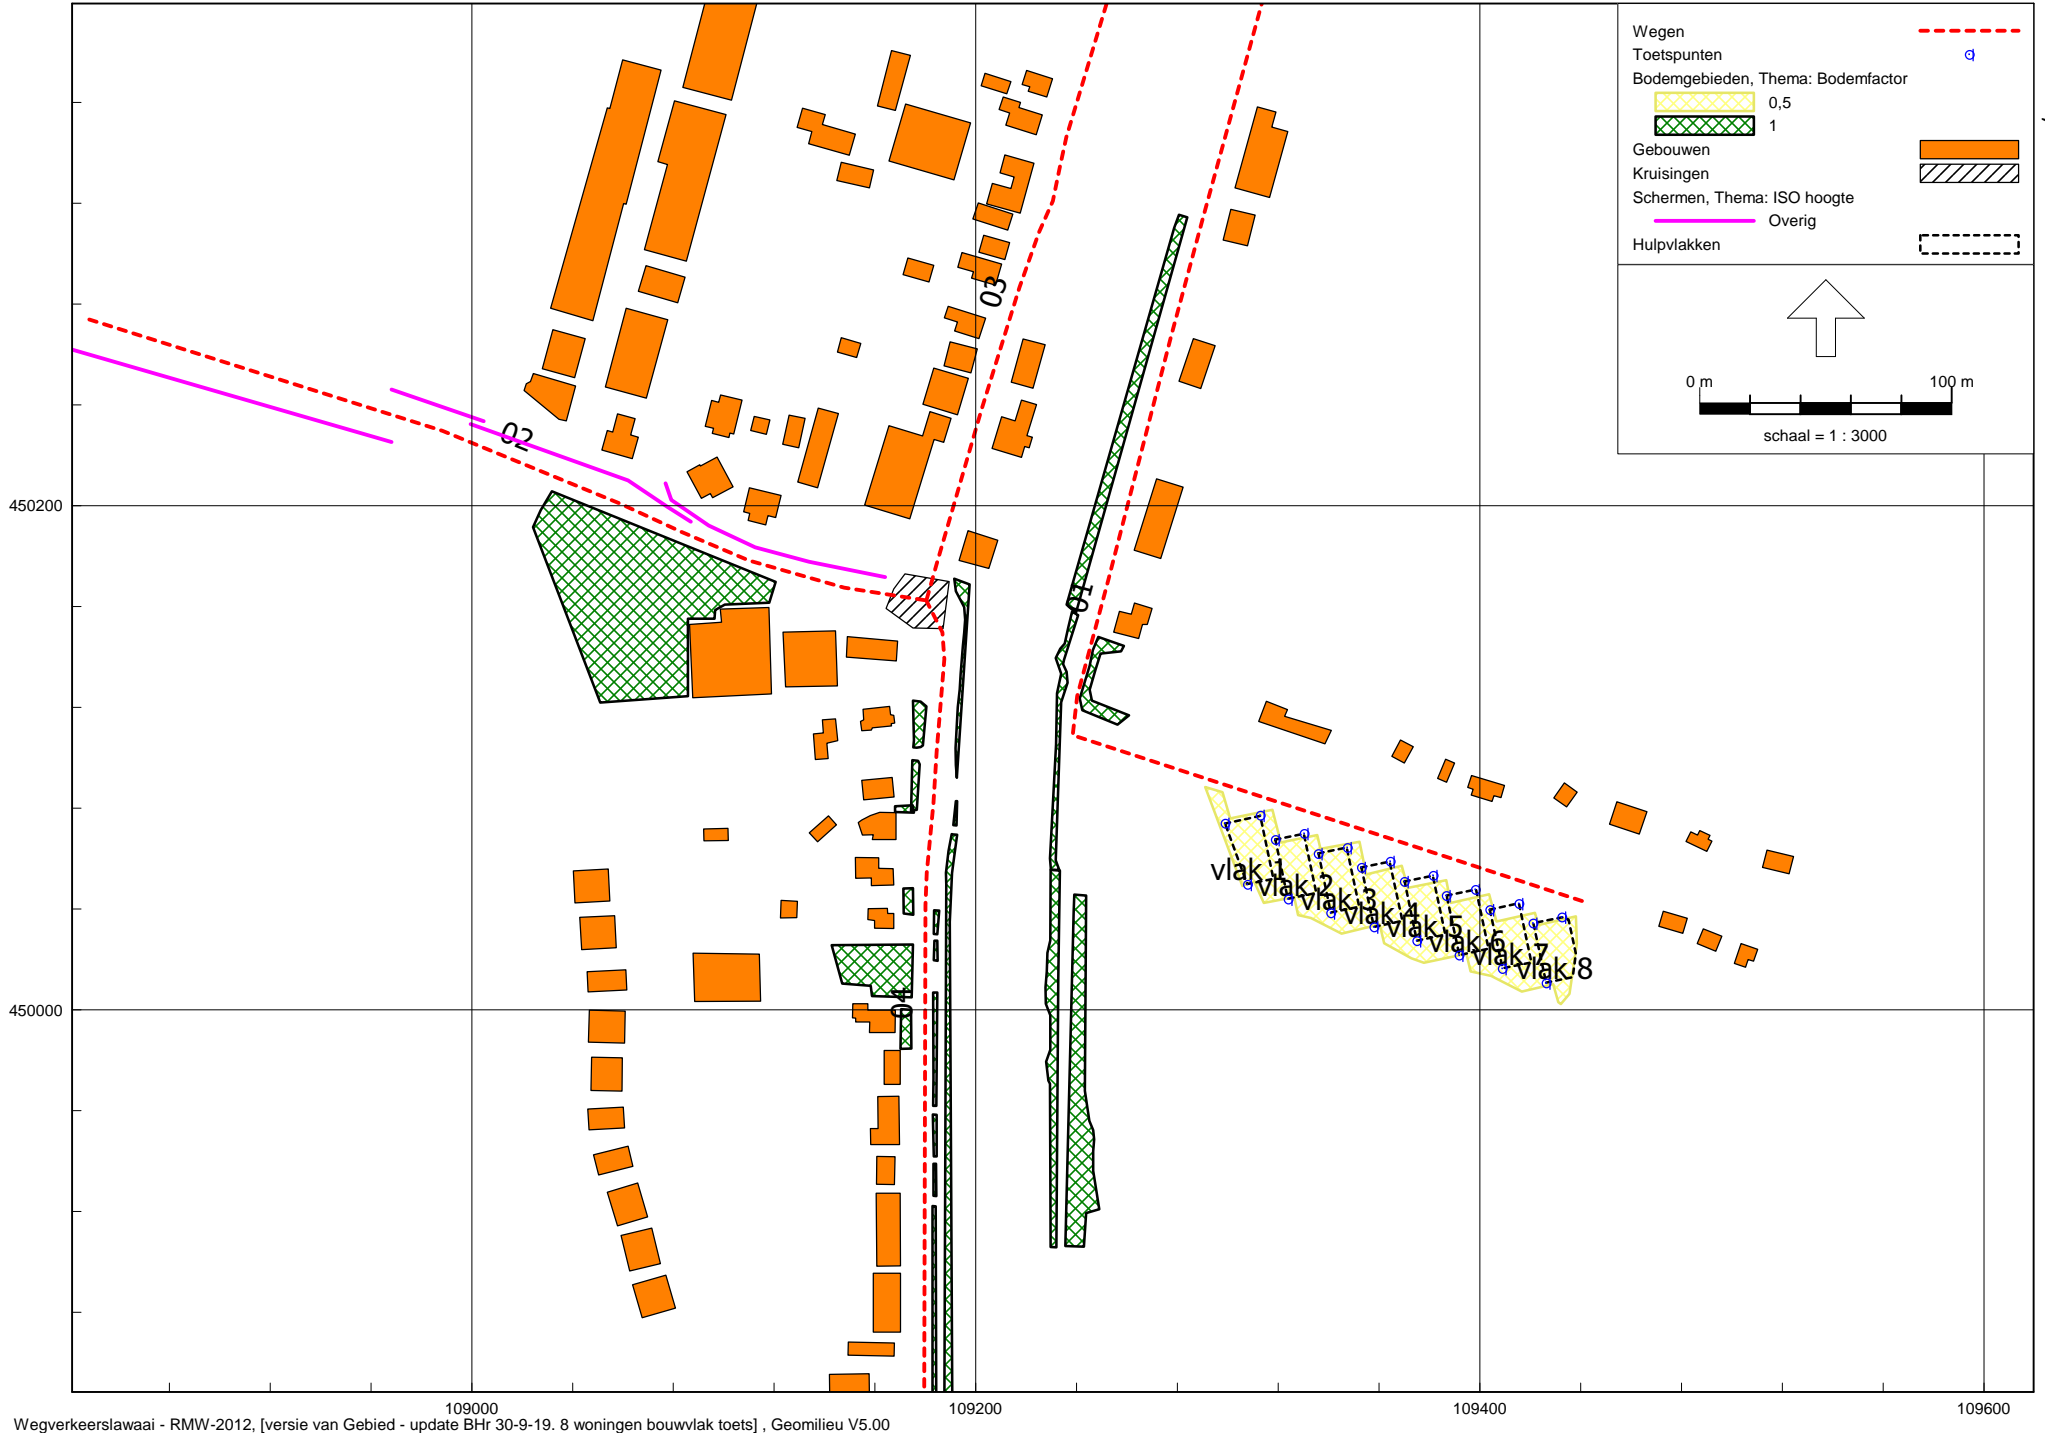 Wegen
Toetspunten
Bodemgebieden, Thema: Bodemfactor
0,5
1
Gebouwen
Kruisingen
Schermen, Thema: ISO hoogte
Overig
Hulpvlakken
0 m 100 m
schaal = 1 : 3000
03
02
01
04
vlak 1
vlak 2
vlak 3
vlak 4
vlak 5
vlak 6
vlak 7
vlak 8
450200
450000
109000 109200 109400 109600
Wegverkeerslawaai - RMW-2012, [versie van Gebied - update BHr 30-9-19. 8 woningen bouwvlak toets] , Geomilieu V5.00